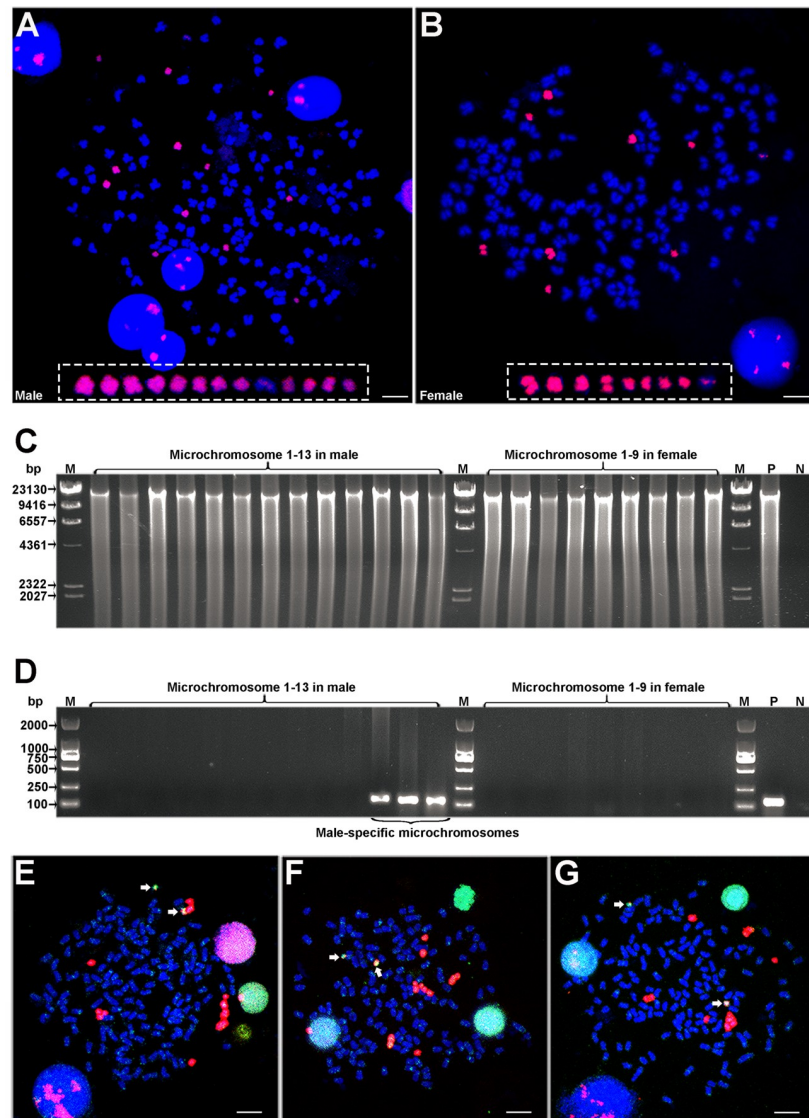 A
B
Male
Female
C
Microchromosome 1-13 in male
Microchromosome 1-9 in female
bp
M
M
M
P
N
23130
9416
6557
4361
2322
2027
D
Microchromosome 1-13 in male
Microchromosome 1-9 in female
bp
M
M
M
P
N
2000
1000
750
500
250
100
Male-specific microchromosomes
E
F
G